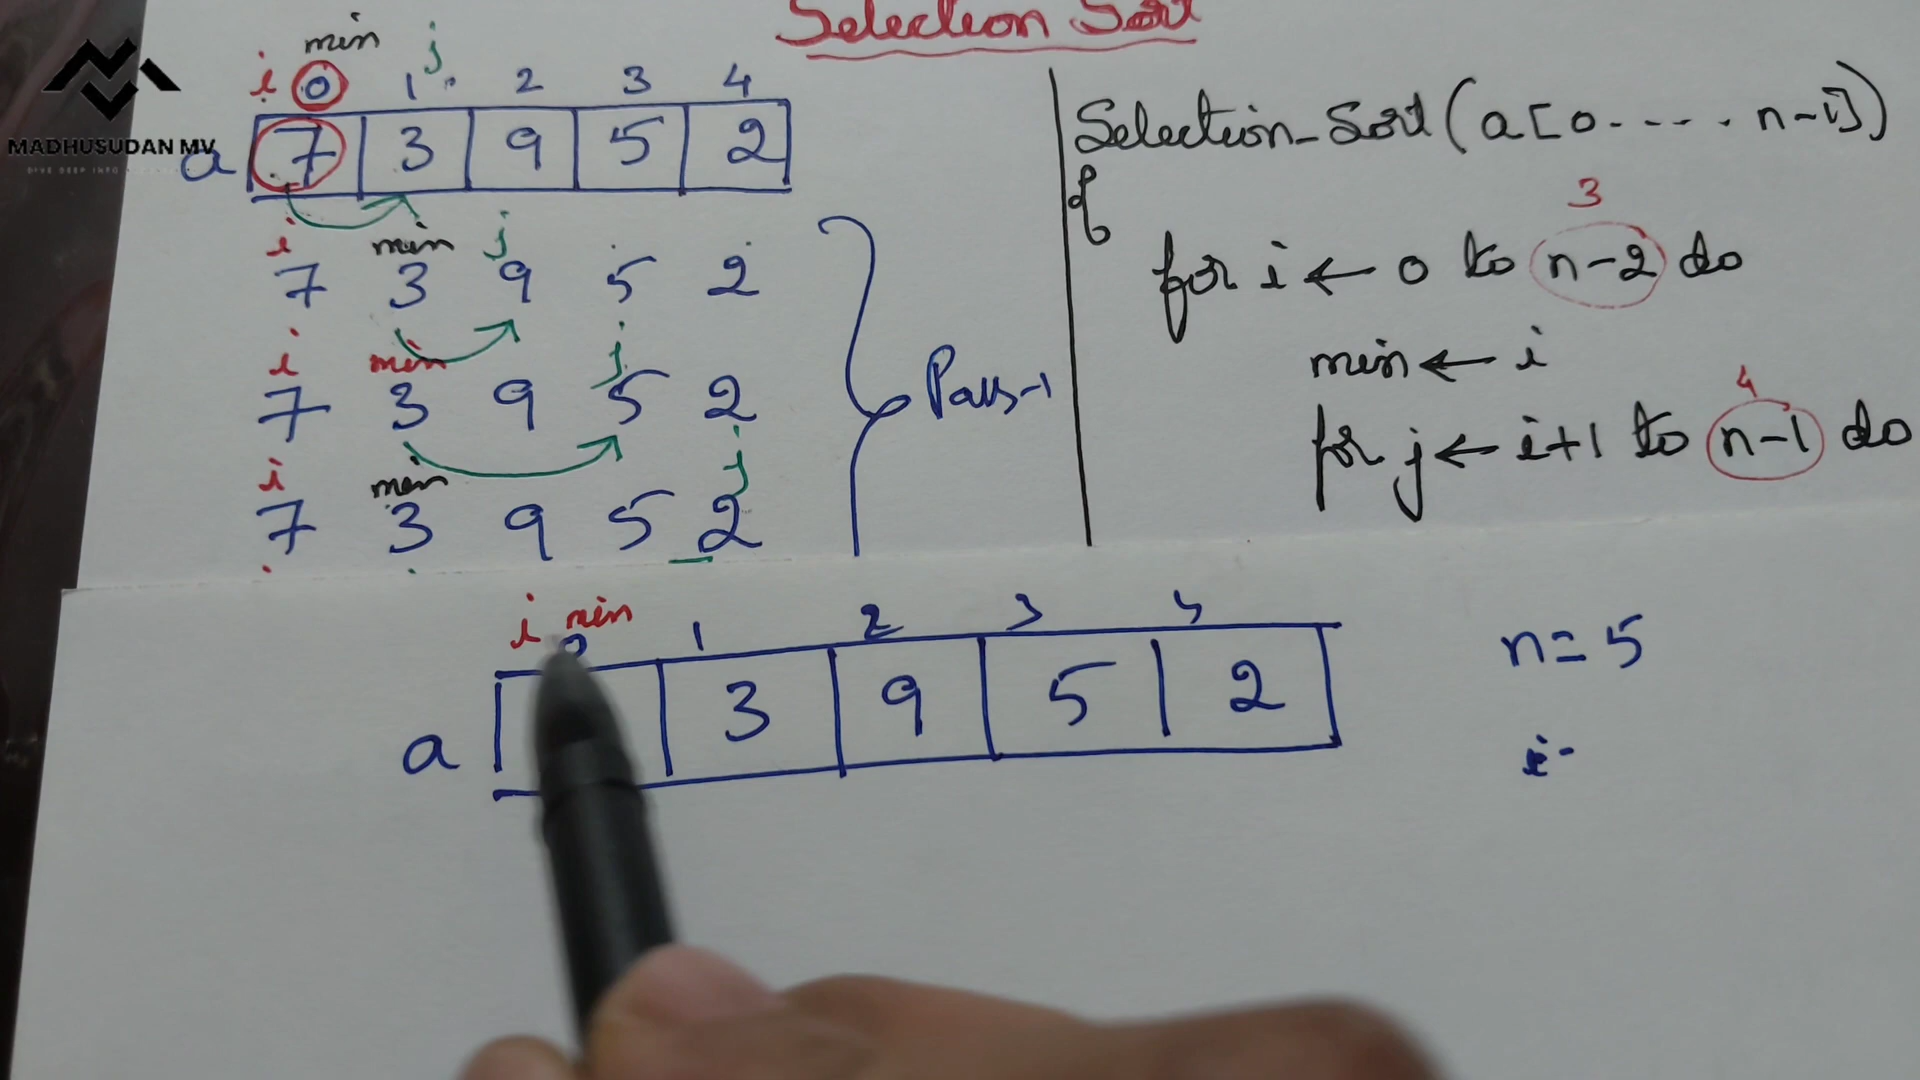 Selection Sort
min j
i 0 1 2 3 4
MADHUSUDAN MV
a 7 3 9 5 2
i min j
7 3 9 5 2
i min j
7 3 9 5 2
i min j
7 3 9 5 2
Pass-1
Selection-Sort(a[0.....n-1])
{
3
for i ← 0 to n-2 do
min ← i
4
for j ← i+1 to n-1 do
i min
0 1 2 3 4
a 3 9 5 2
n=5
i